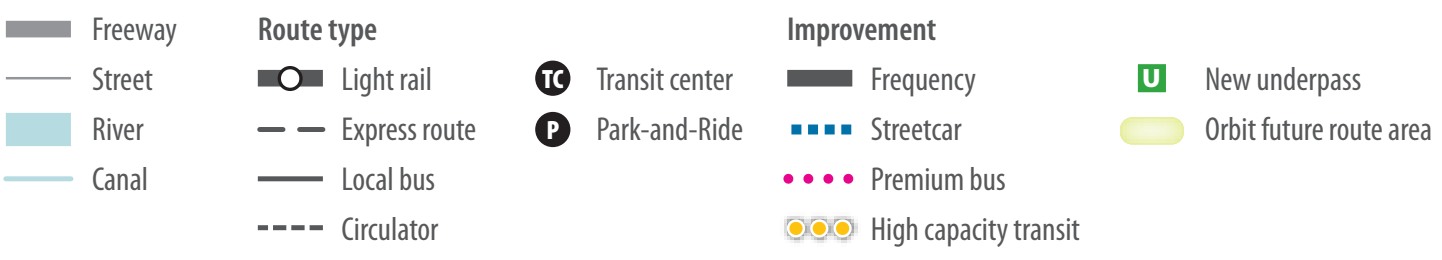 Freeway
Street
River
Canal
Route type
Light rail
Express route
Local bus
Circulator
TC Transit center
P Park-and-Ride
Improvement
Frequency
Streetcar
Premium bus
High capacity transit
U New underpass
Orbit future route area